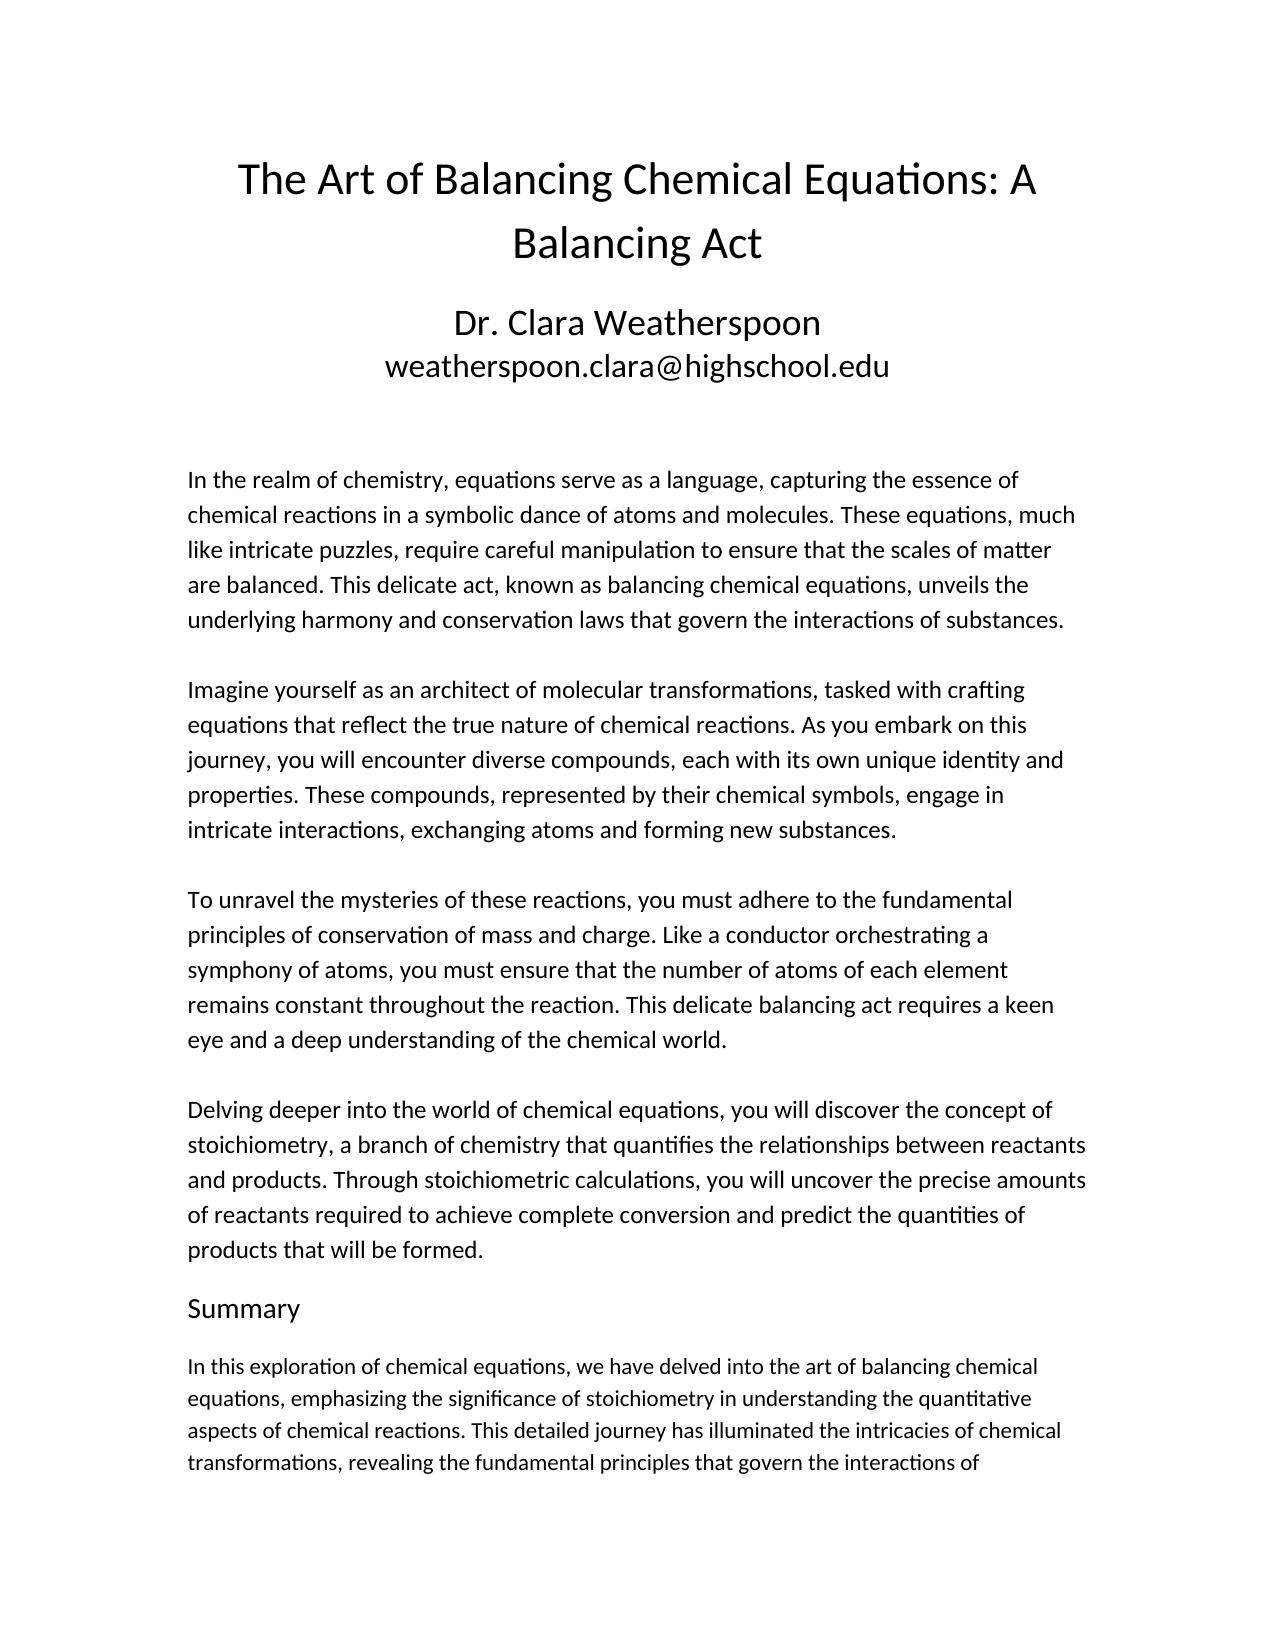 The Art of Balancing Chemical Equations: A
Balancing Act
Dr. Clara Weatherspoon
weatherspoon.clara@highschool.edu
In the realm of chemistry, equations serve as a language, capturing the essence of
chemical reactions in a symbolic dance of atoms and molecules. These equations, much
like intricate puzzles, require careful manipulation to ensure that the scales of matter
are balanced. This delicate act, known as balancing chemical equations, unveils the
underlying harmony and conservation laws that govern the interactions of substances.
Imagine yourself as an architect of molecular transformations, tasked with crafting
equations that reflect the true nature of chemical reactions. As you embark on this
journey, you will encounter diverse compounds, each with its own unique identity and
properties. These compounds, represented by their chemical symbols, engage in
intricate interactions, exchanging atoms and forming new substances.
To unravel the mysteries of these reactions, you must adhere to the fundamental
principles of conservation of mass and charge. Like a conductor orchestrating a
symphony of atoms, you must ensure that the number of atoms of each element
remains constant throughout the reaction. This delicate balancing act requires a keen
eye and a deep understanding of the chemical world.
Delving deeper into the world of chemical equations, you will discover the concept of
stoichiometry, a branch of chemistry that quantifies the relationships between reactants
and products. Through stoichiometric calculations, you will uncover the precise amounts
of reactants required to achieve complete conversion and predict the quantities of
products that will be formed.
Summary
In this exploration of chemical equations, we have delved into the art of balancing chemical
equations, emphasizing the significance of stoichiometry in understanding the quantitative
aspects of chemical reactions. This detailed journey has illuminated the intricacies of chemical
transformations, revealing the fundamental principles that govern the interactions of